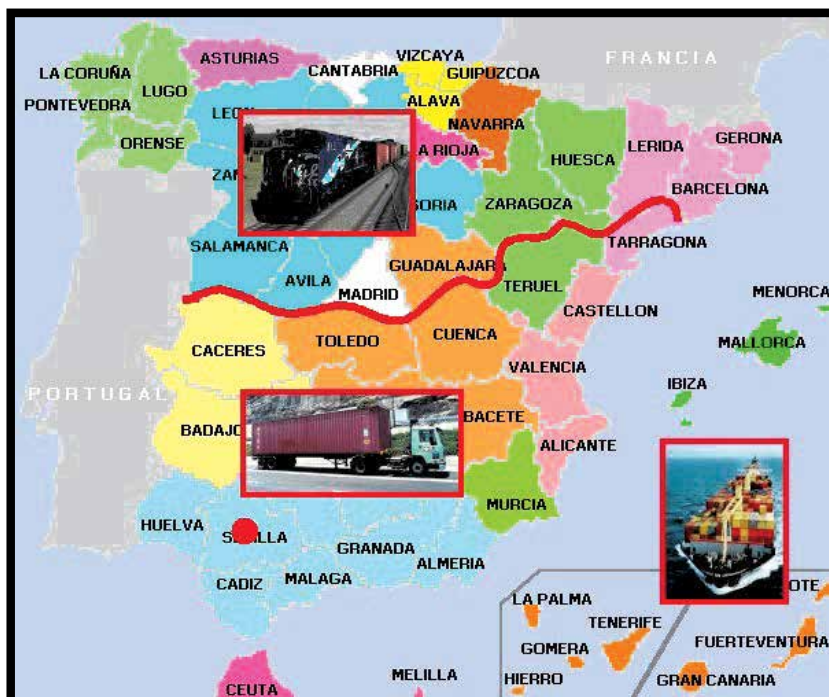 VIZCAYA
ASTURIAS
FRANCIA
CANTABRIA
LA CORUÑA
GUIPUZCOA
LUGO
ALAVA
PONTEVEDRA
NAVARRA
LERIDA
GERONA
ORENSE
LA RIOJA
HUESCA
BARCELONA
SORIA
ZARAGOZA
SALAMANCA
TARRAGONA
GUADALAJARA
AVILA
TERUEL
MADRID
MENORCA
CASTELLON
TOLEDO
CUENCA
MALLORCA
CACERES
VALENCIA
PORTUGAL
IBIZA
BADAJO
BACETE
ALICANTE
MURCIA
HUELVA
GRANADA
ALMERIA
CADIZ
MALAGA
LA PALMA
OTE
TENERIFE
GOMERA
FUERTEVENTURA
HIERRO
MELILLA
GRAN CANARIA
CEUTA